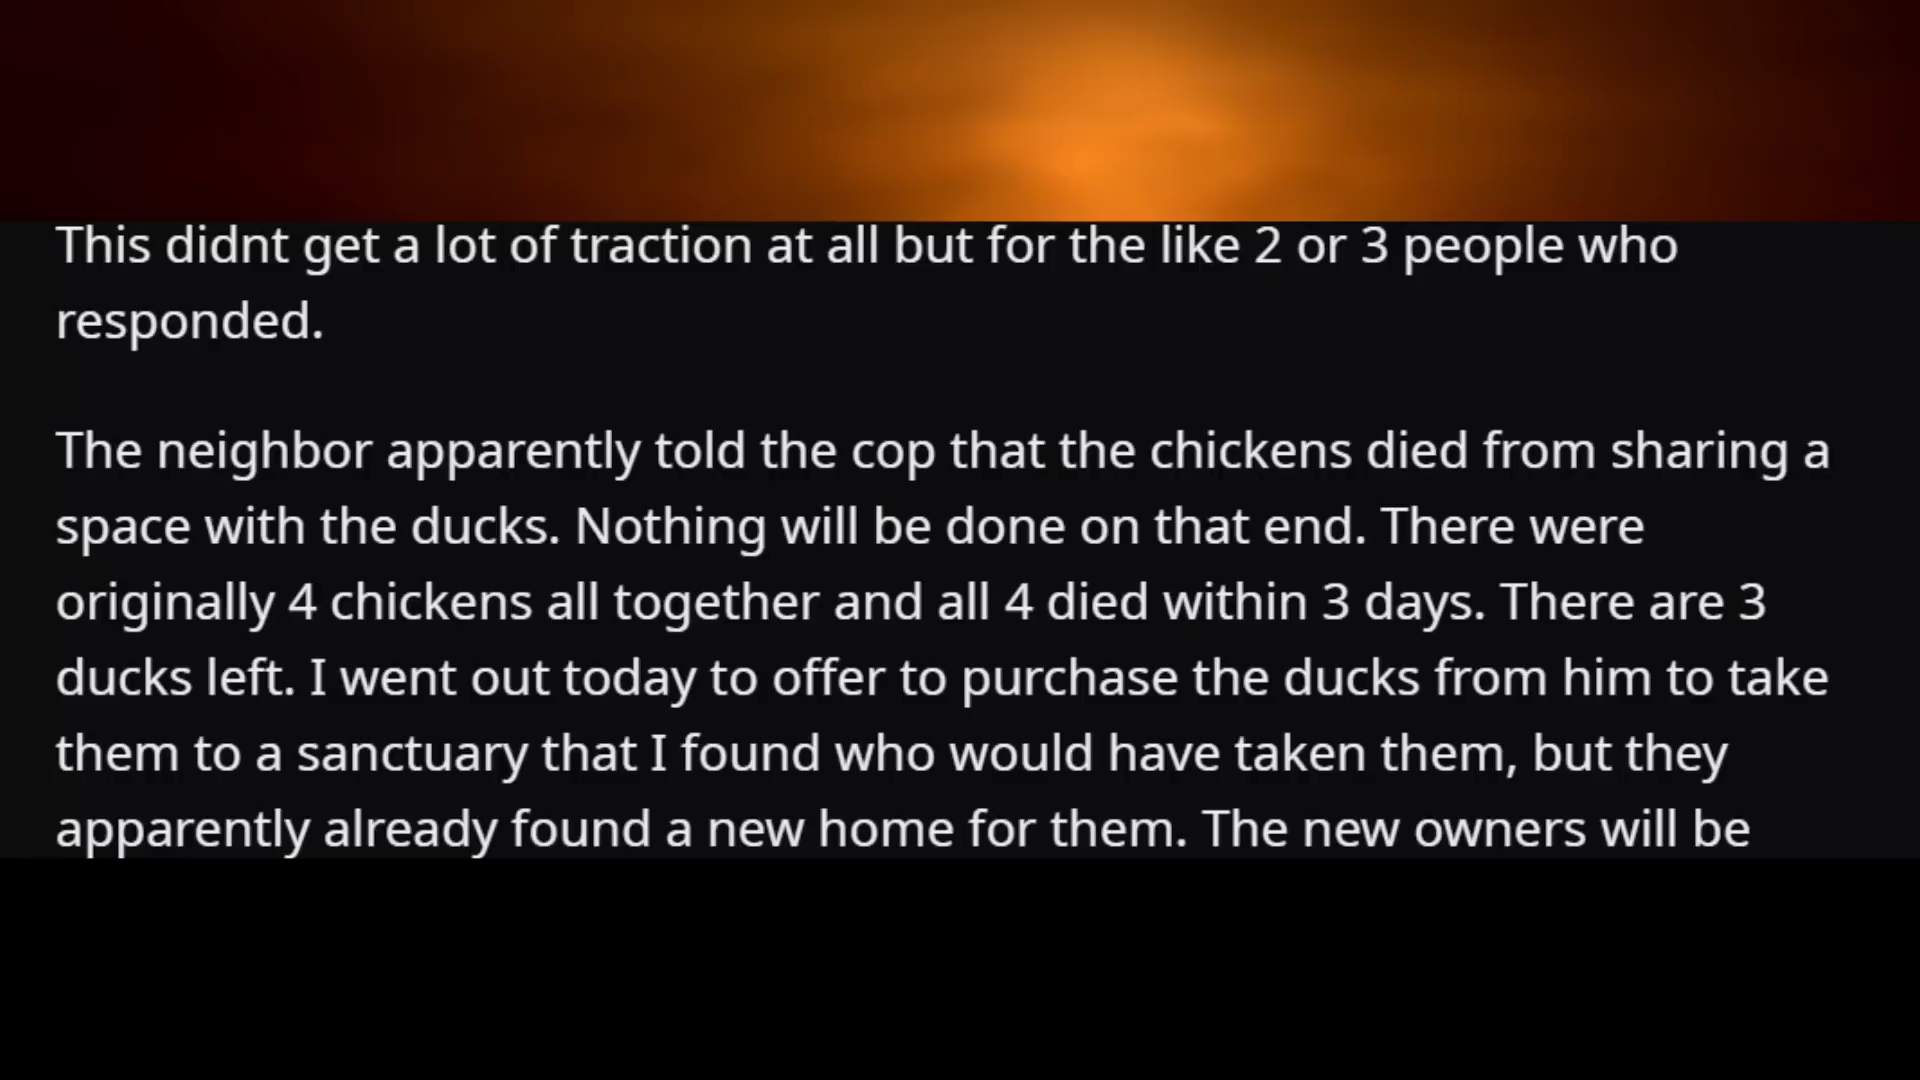 This didnt get a lot of traction at all but for the like 2 or 3 people who
responded.
The neighbor apparently told the cop that the chickens died from sharing a
space with the ducks. Nothing will be done on that end. There were
originally 4 chickens all together and all 4 died within 3 days. There are 3
ducks left. I went out today to offer to purchase the ducks from him to take
them to a sanctuary that I found who would have taken them, but they
apparently already found a new home for them. The new owners will be